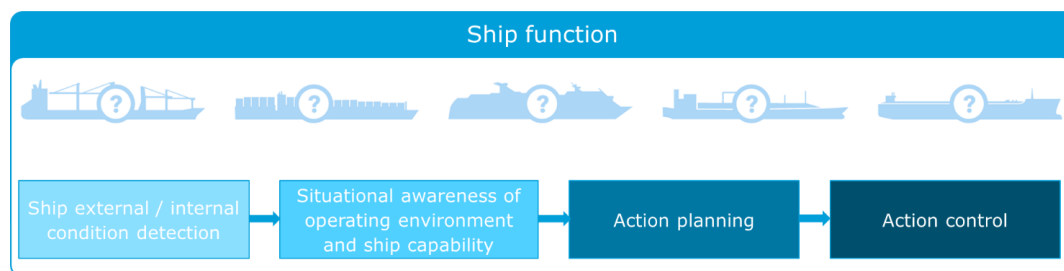 Ship function
?
?
?
?
?
Ship external / internal
condition detection
Situational awareness of
operating environment
and ship capability
Action planning
Action control